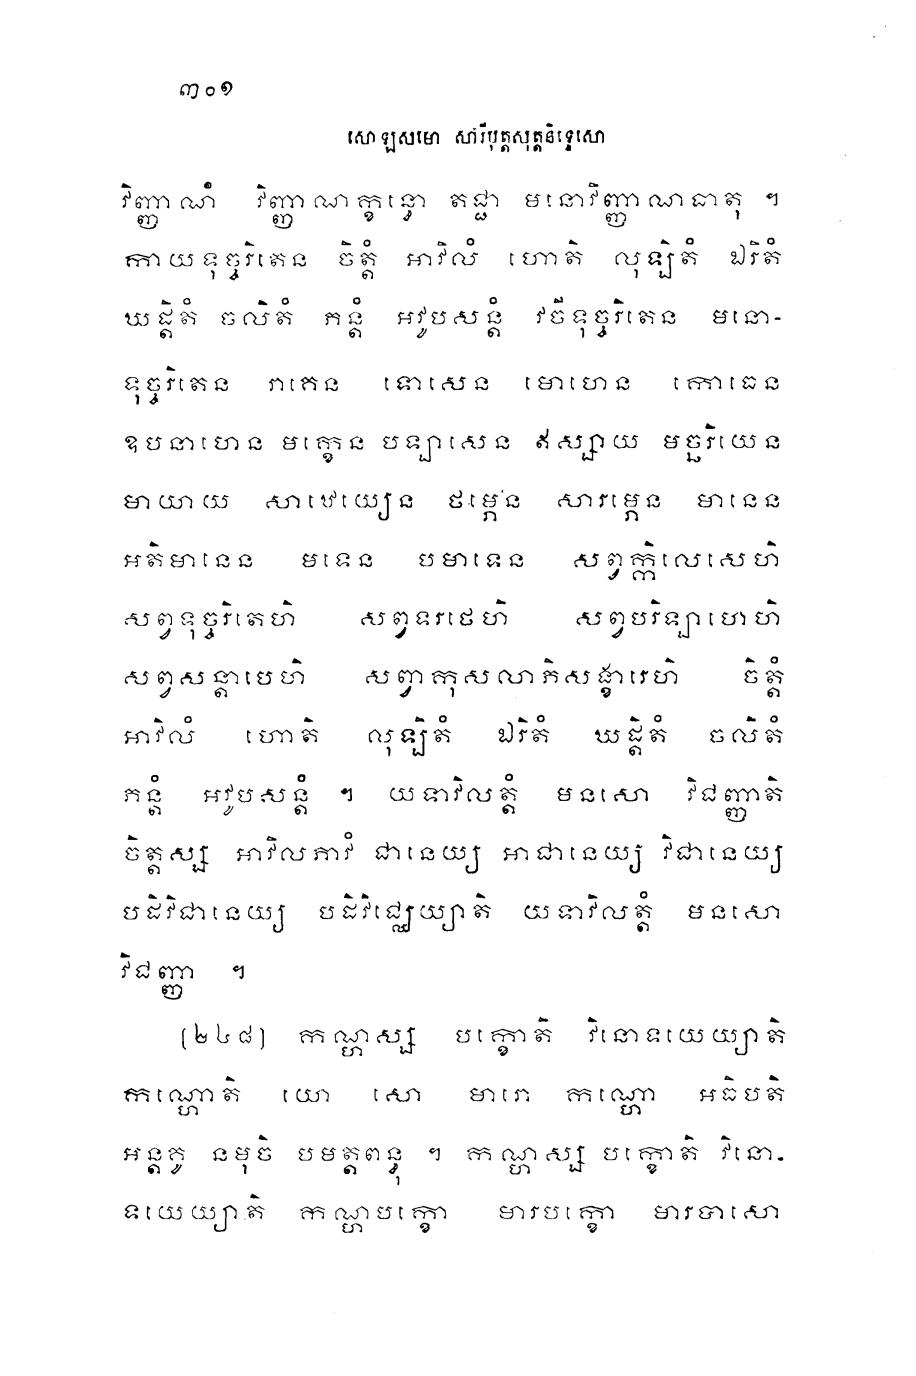 ៣០១
សោឡសមោ សារីបុត្តសុត្តនិទ្ទេសោ
វិញ្ញាណំ វិញ្ញាណក្ខន្ធោ តជ្ជា មនោវិញ្ញាណធាតុ ។
កាយទុច្ចរិតេន ចិត្តំ អាវិលំ ហោតិ លុឡិតំ ឯរិតំ
ឃដ្ដិតំ ចលិតំ ភន្តំ អវូបសន្តំ វចីទុច្ចរិតេន មនោ-
ទុច្ចរិតេន រាគេន ទោសេន មោហេន កោធេន
ឧបនាហេន មក្ខេន បឡាសេន ឥស្សាយ មច្ឆរិយេន
មាយាយ សាឋេយ្យេន ថម្ភេន សារម្ភេន មានេន
អតិមានេន មទេន បមាទេន សព្វក្កិលេសេហិ
សព្វទុច្ចរិតេហិ សព្វទរថេហិ សព្វបរិឡាហេហិ
សព្វសន្តាបេហិ សព្វាកុសលាភិសង្ខារេហិ ចិត្តំ
អាវិលំ ហោតិ លុឡិតំ ឯរិតំ ឃដ្ដិតំ ចលិតំ
ភន្តំ អវូបសន្តំ ។ យទាវិលត្តំ មនសោ វិជញ្ញាតិ
ចិត្តស្ស អាវិលភាវំ ជានេយ្យ អាជានេយ្យ វិជានេយ្យ
បដិវិជានេយ្យ បដិវិជ្ឈេយ្យាតិ យទាវិលត្តំ មនសោ
វិជញ្ញា ។
[២៤៨] កណ្ហស្ស បក្ខោតិ វិនោទយេយ្យាតិ
កណ្ហោតិ យោ សោ មារោ កណ្ហោ អធិបតិ
អន្តគូ នមុចិ បមត្តពន្ធុ ។ កណ្ហស្ស បក្ខោតិ វិនោ-
ទយេយ្យាតិ កណ្ហបក្ខោ មារបក្ខោ មារបាសោ